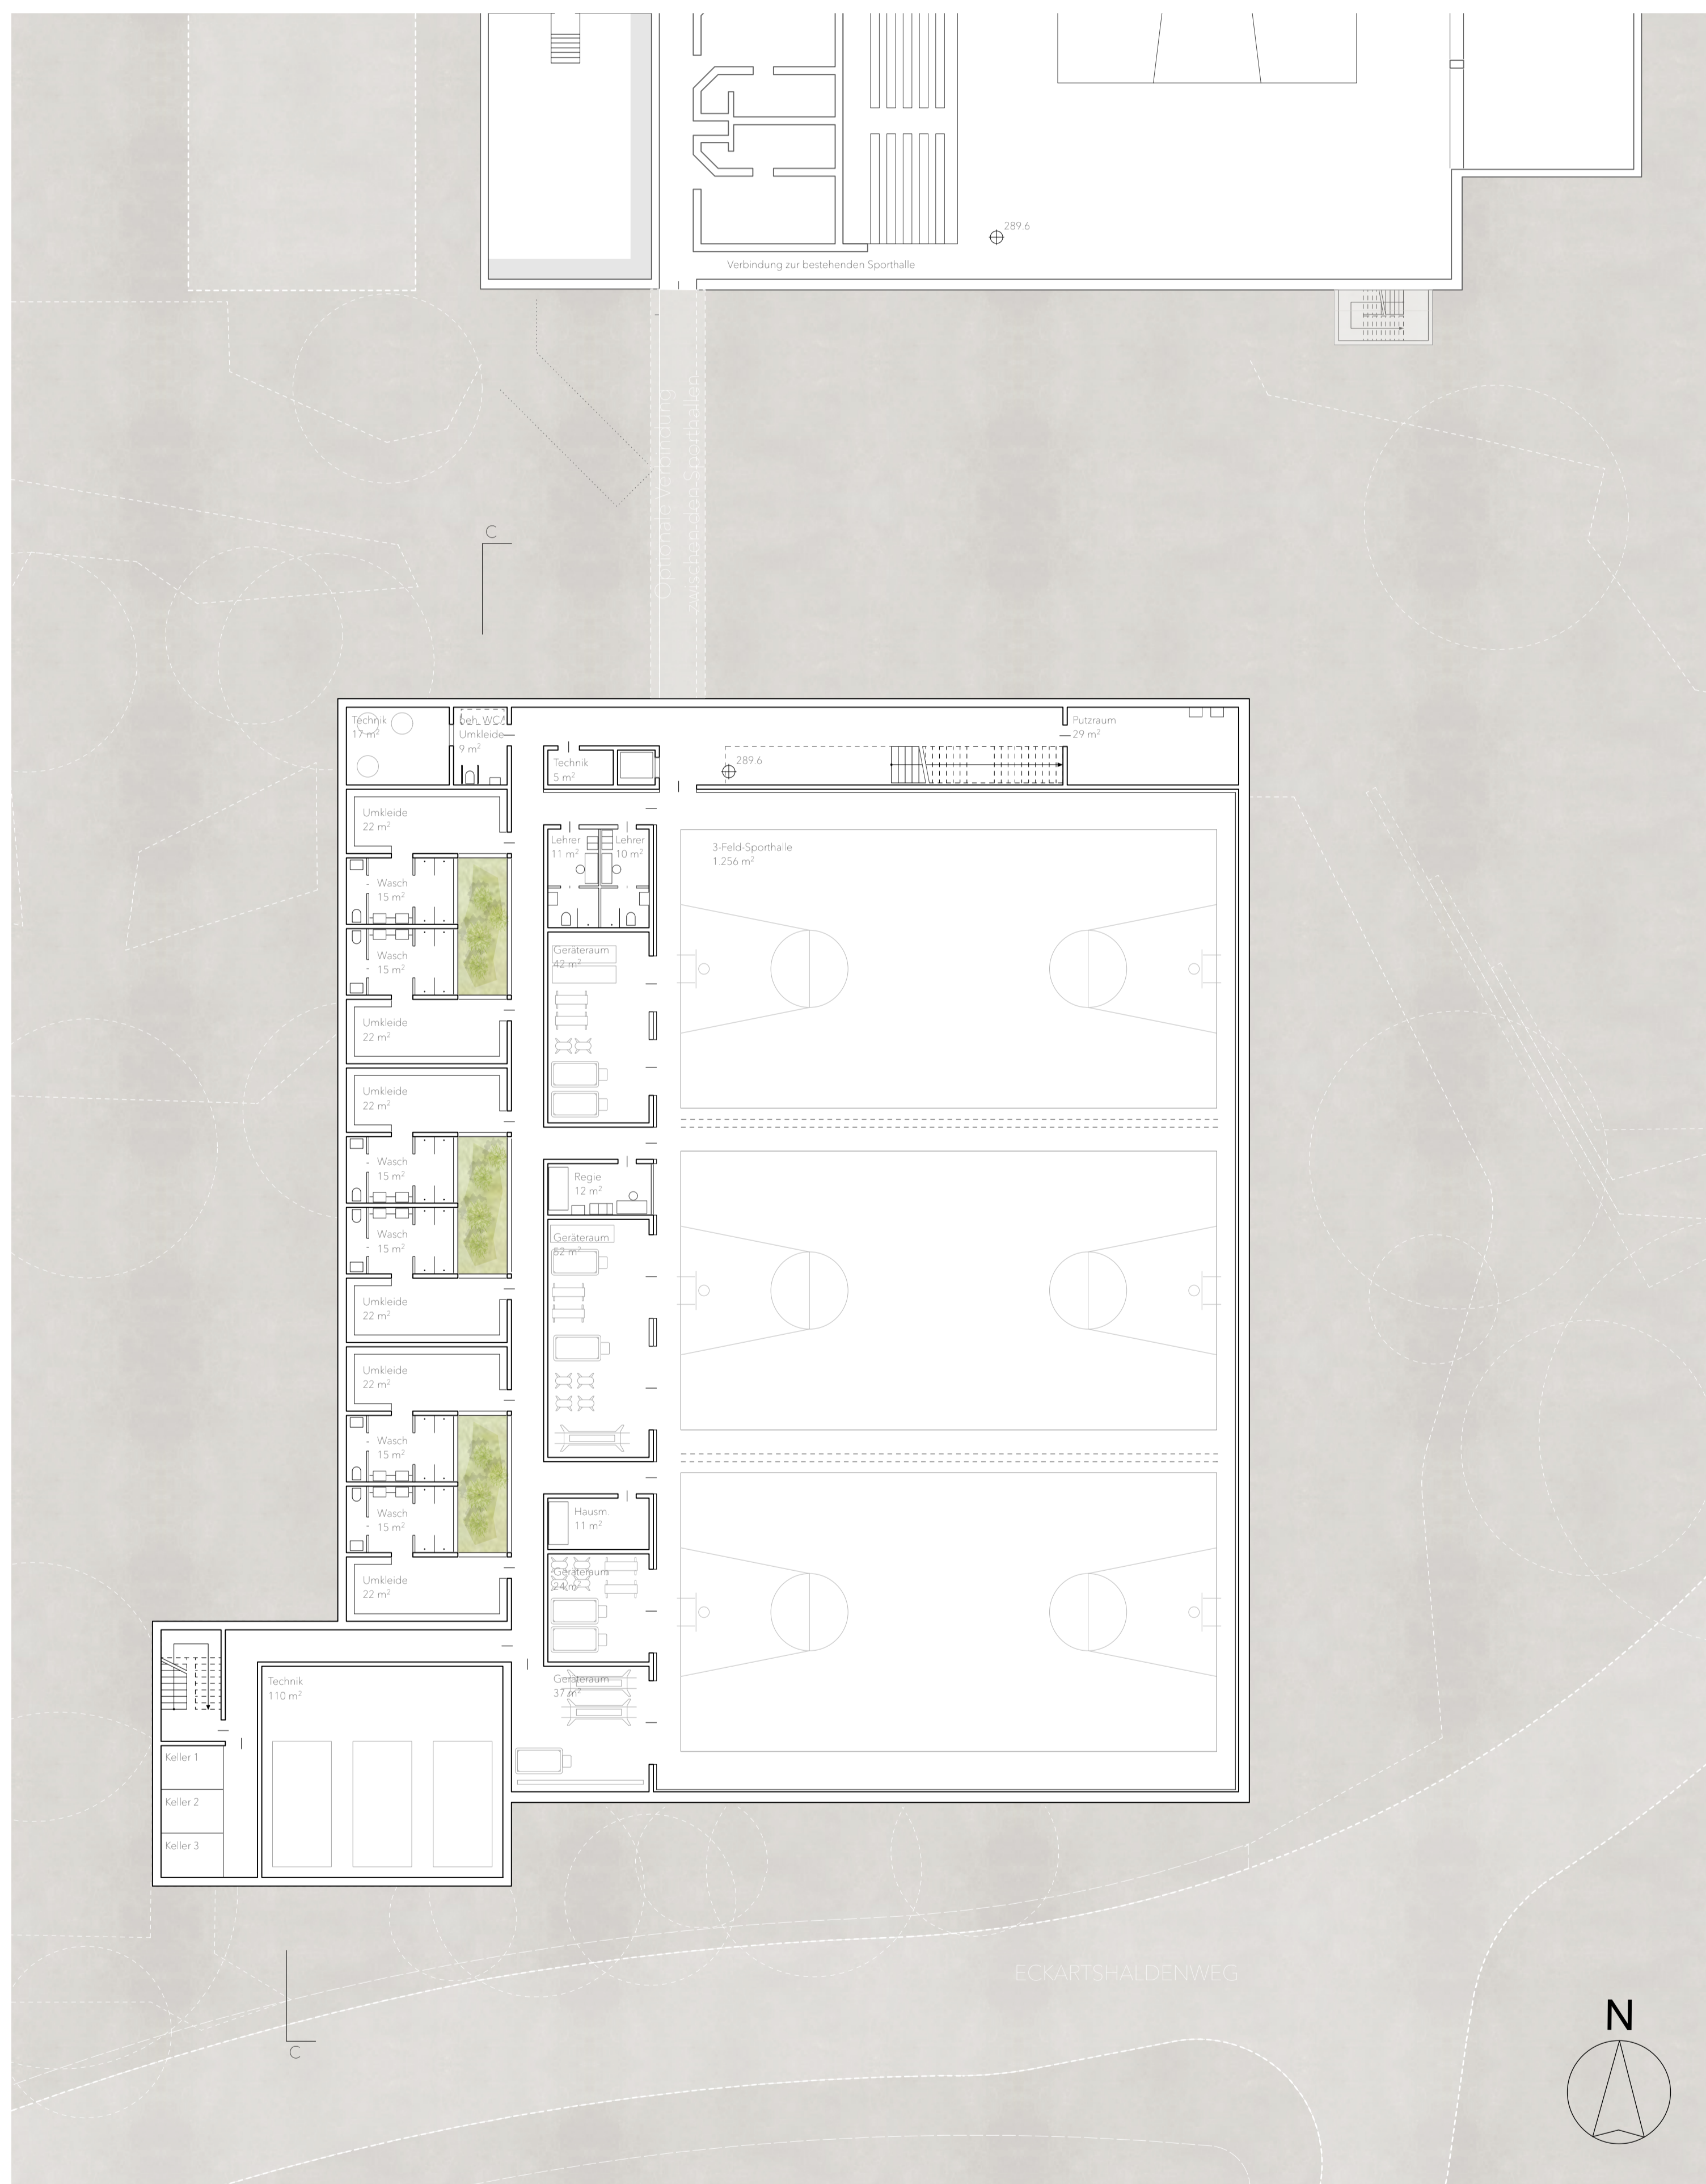 289.6
Verbindung zur bestehenden Sporthalle
Optionale Verbindung
zwischen den Sporthallen
C
Technik
17 m²
beh. WC/
Umkleide
9 m²
Technik
5 m²
289.6
Putzraum
29 m²
Umkleide
22 m²
Lehrer
11 m²
Lehrer
10 m²
3-Feld-Sporthalle
1.256 m²
Wasch
15 m²
Wasch
15 m²
Geräteraum
42 m²
Umkleide
22 m²
Umkleide
22 m²
Wasch
15 m²
Regie
12 m²
Wasch
15 m²
Geräteraum
52 m²
Umkleide
22 m²
Umkleide
22 m²
Wasch
15 m²
Wasch
15 m²
Hausm.
11 m²
Umkleide
22 m²
Geräteraum
24 m²
Technik
110 m²
Geräteraum
37 m²
Keller 1
Keller 2
Keller 3
ECKARTSHALDENWEG
N
C